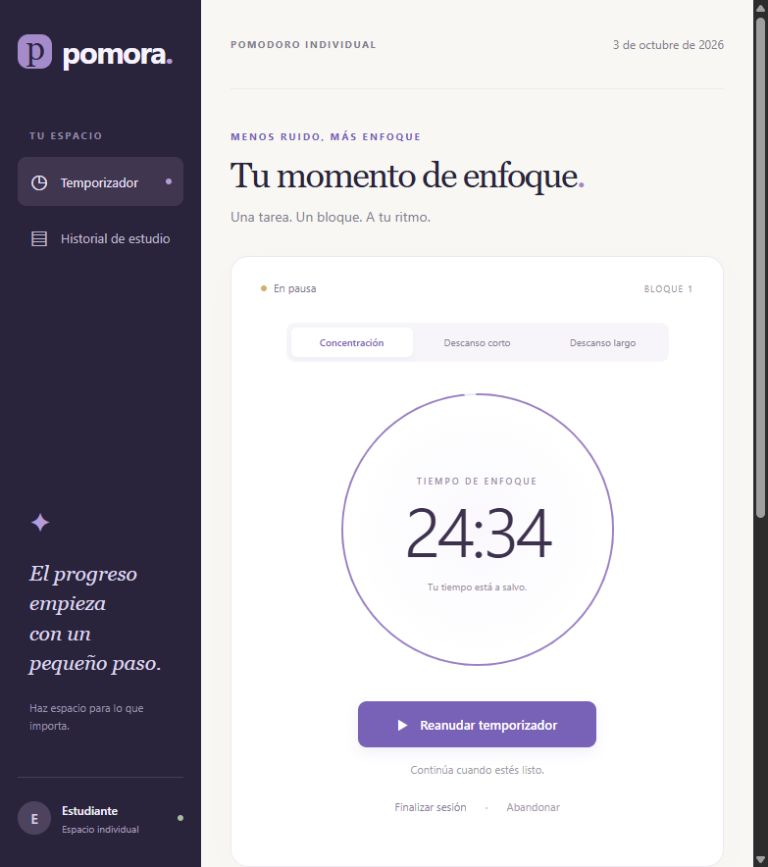 p pomora.
TU ESPACIO
Temporizador
Historial de estudio
El progreso
empieza
con un
pequeño paso.
Haz espacio para lo que
importa.
E
Estudiante
Espacio individual
POMODORO INDIVIDUAL
3 de octubre de 2026
MENOS RUIDO, MÁS ENFOQUE
Tu momento de enfoque.
Una tarea. Un bloque. A tu ritmo.
En pausa
BLOQUE 1
Concentración
Descanso corto
Descanso largo
TIEMPO DE ENFOQUE
24:34
Tu tiempo está a salvo.
Reanudar temporizador
Continúa cuando estés listo.
Finalizar sesión · Abandonar